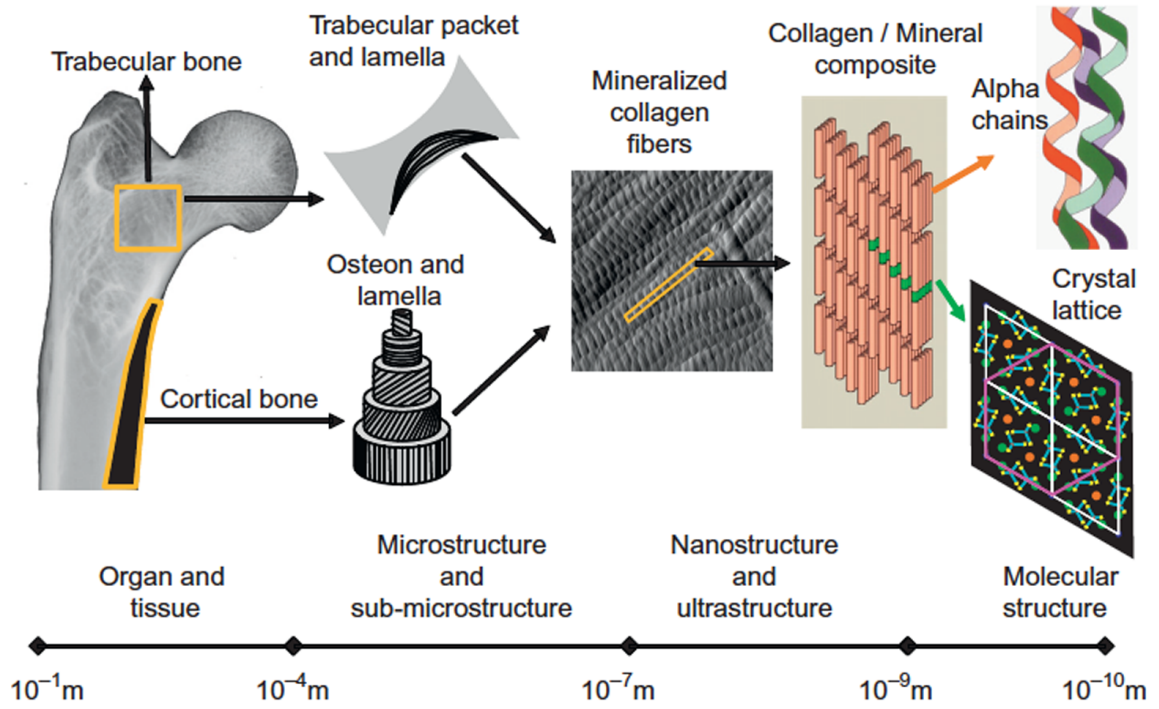 Trabecular packet
and lamella
Trabecular bone
Collagen / Mineral
composite
Mineralized
collagen
fibers
Alpha
chains
Osteon and
lamella
Crystal
lattice
Cortical bone
Organ and
tissue
Microstructure
and
sub-microstructure
Nanostructure
and
ultrastructure
Molecular
structure
10⁻¹m
10⁻⁴m
10⁻⁷m
10⁻⁹m
10⁻¹⁰m